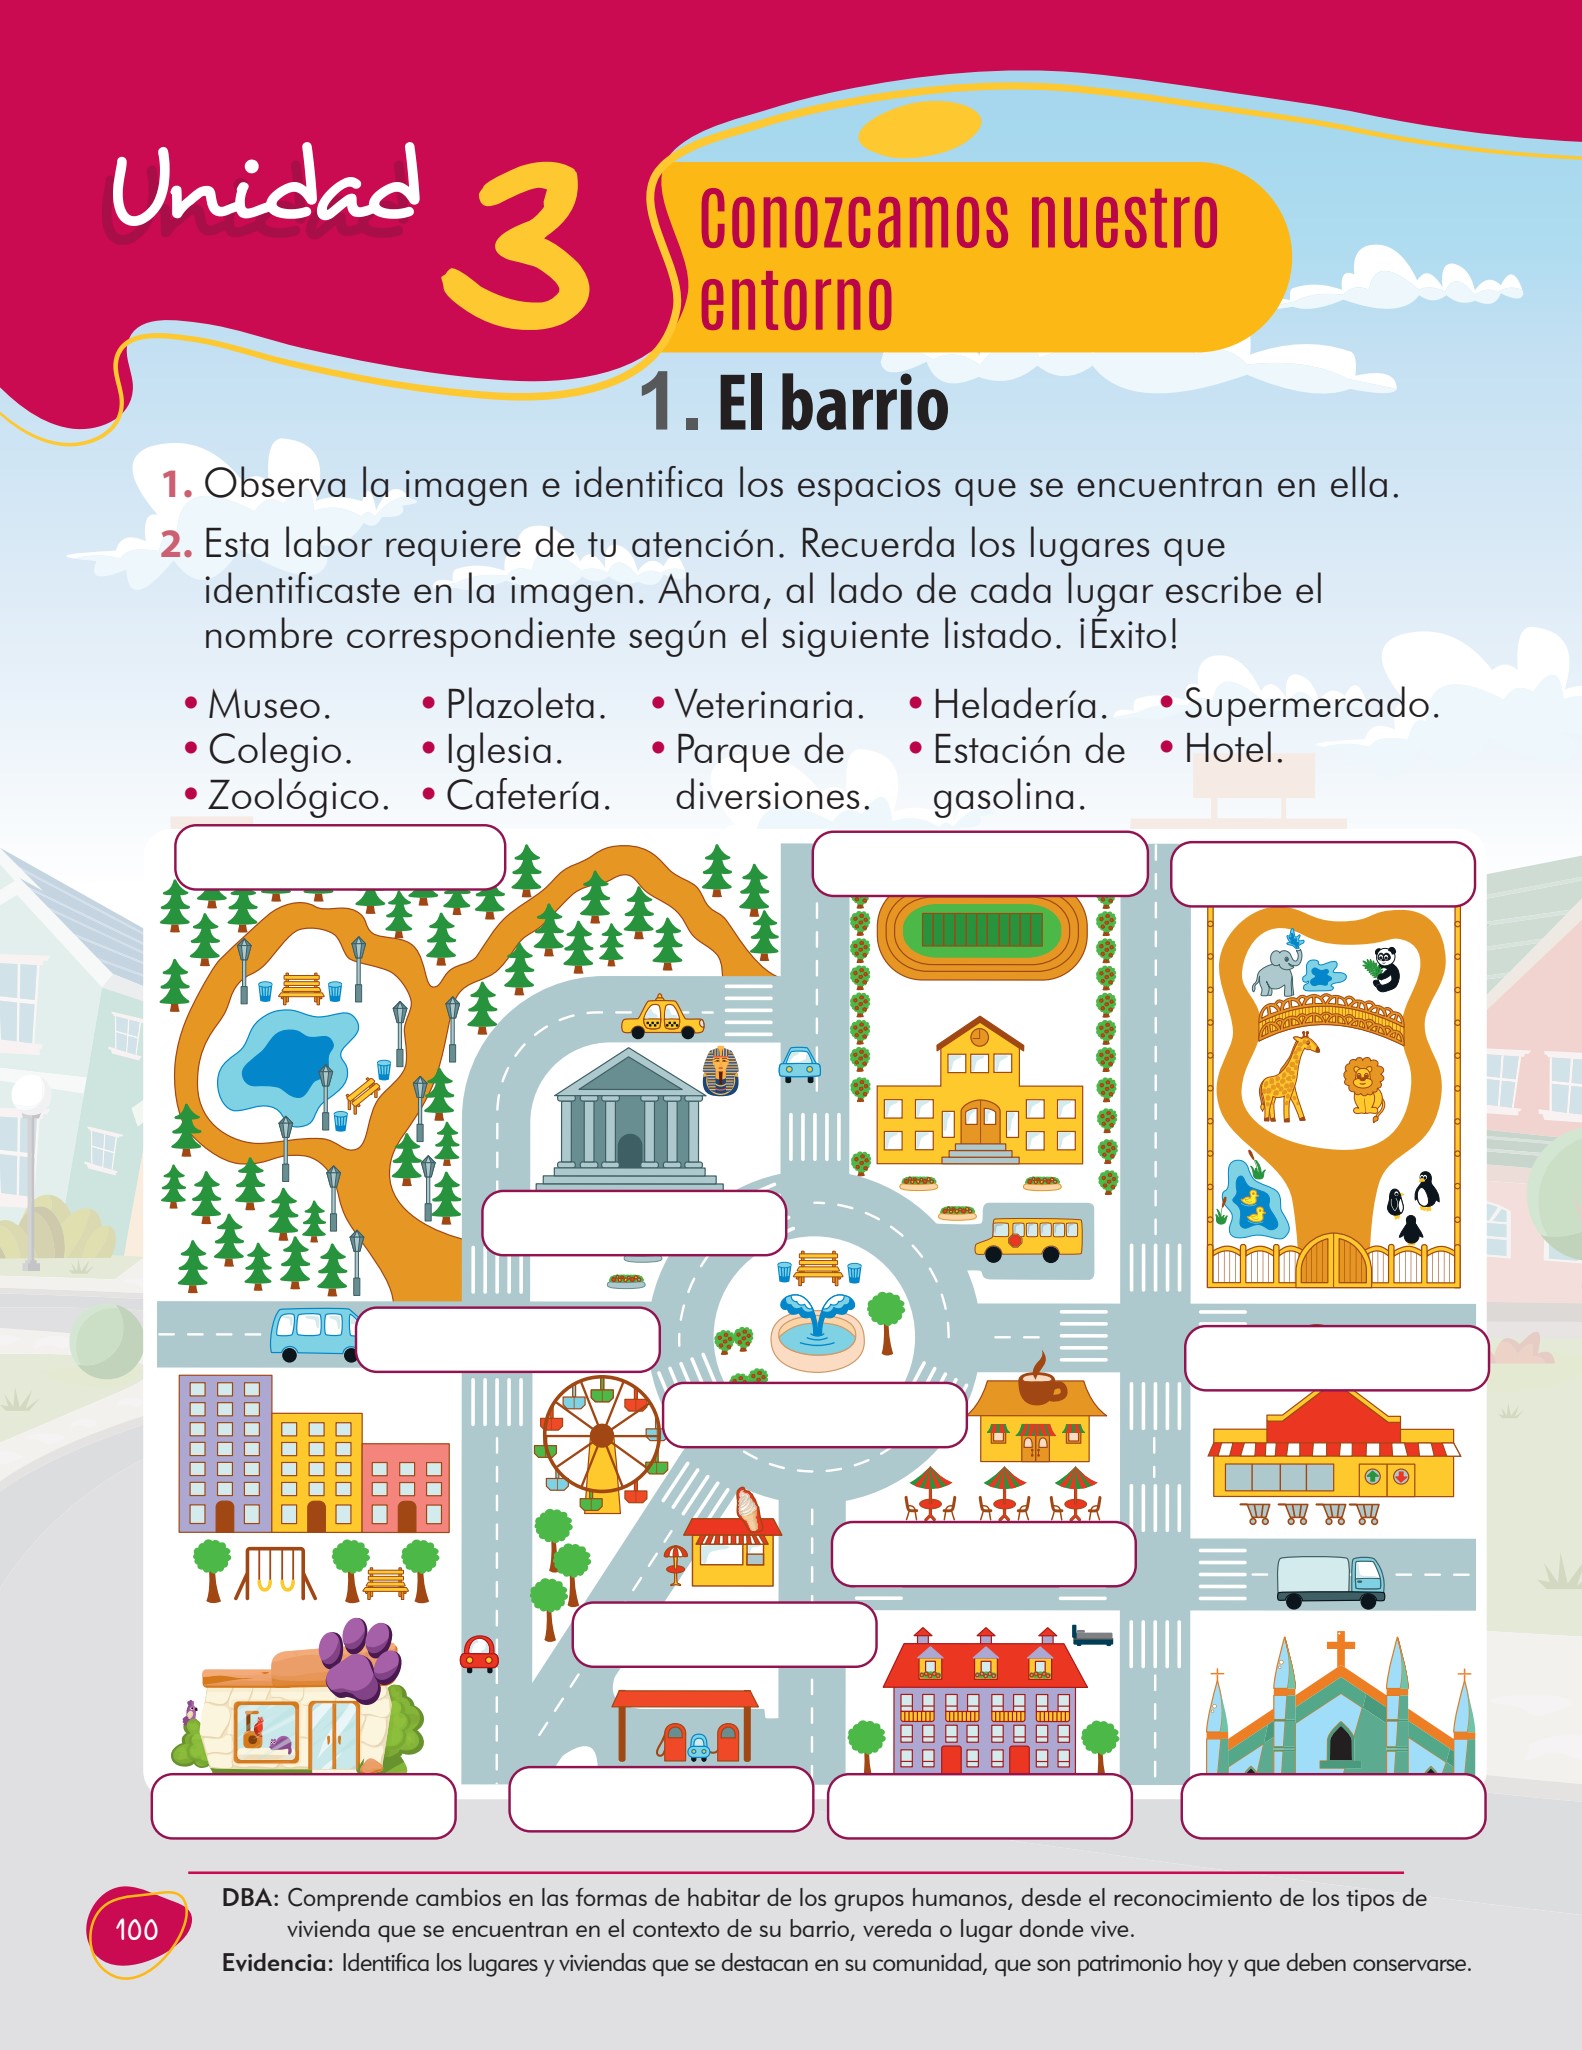 Unidad 3
Conozcamos nuestro
entorno
1. El barrio
1. Observa la imagen e identifica los espacios que se encuentran en ella.
2. Esta labor requiere de tu atención. Recuerda los lugares que
identificaste en la imagen. Ahora, al lado de cada lugar escribe el
nombre correspondiente según el siguiente listado. ¡Éxito!
• Museo.
• Colegio.
• Zoológico.
• Plazoleta.
• Iglesia.
• Cafetería.
• Veterinaria.
• Parque de
diversiones.
• Heladería.
• Estación de
gasolina.
• Supermercado.
• Hotel.
DBA: Comprende cambios en las formas de habitar de los grupos humanos, desde el reconocimiento de los tipos de
vivienda que se encuentran en el contexto de su barrio, vereda o lugar donde vive.
Evidencia: Identifica los lugares y viviendas que se destacan en su comunidad, que son patrimonio hoy y que deben conservarse.
100